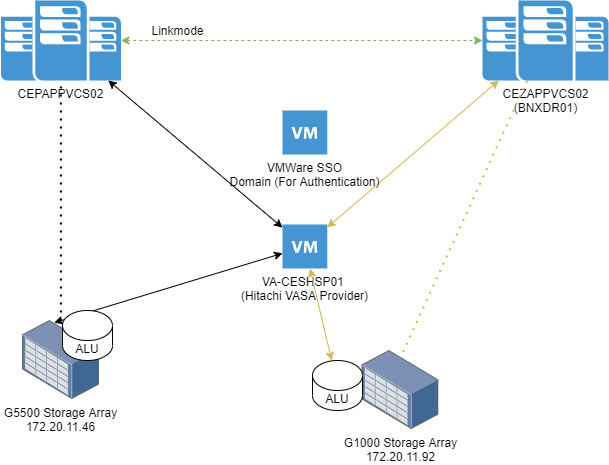 Linkmode
CEPAPPVCS02
CEZAPPVCS02
(BNXDR01)
VM
VMWare SSO
Domain (For Authentication)
VM
VA-CESHSP01
(Hitachi VASA Provider)
ALU
G5500 Storage Array
172.20.11.46
ALU
G1000 Storage Array
172.20.11.92